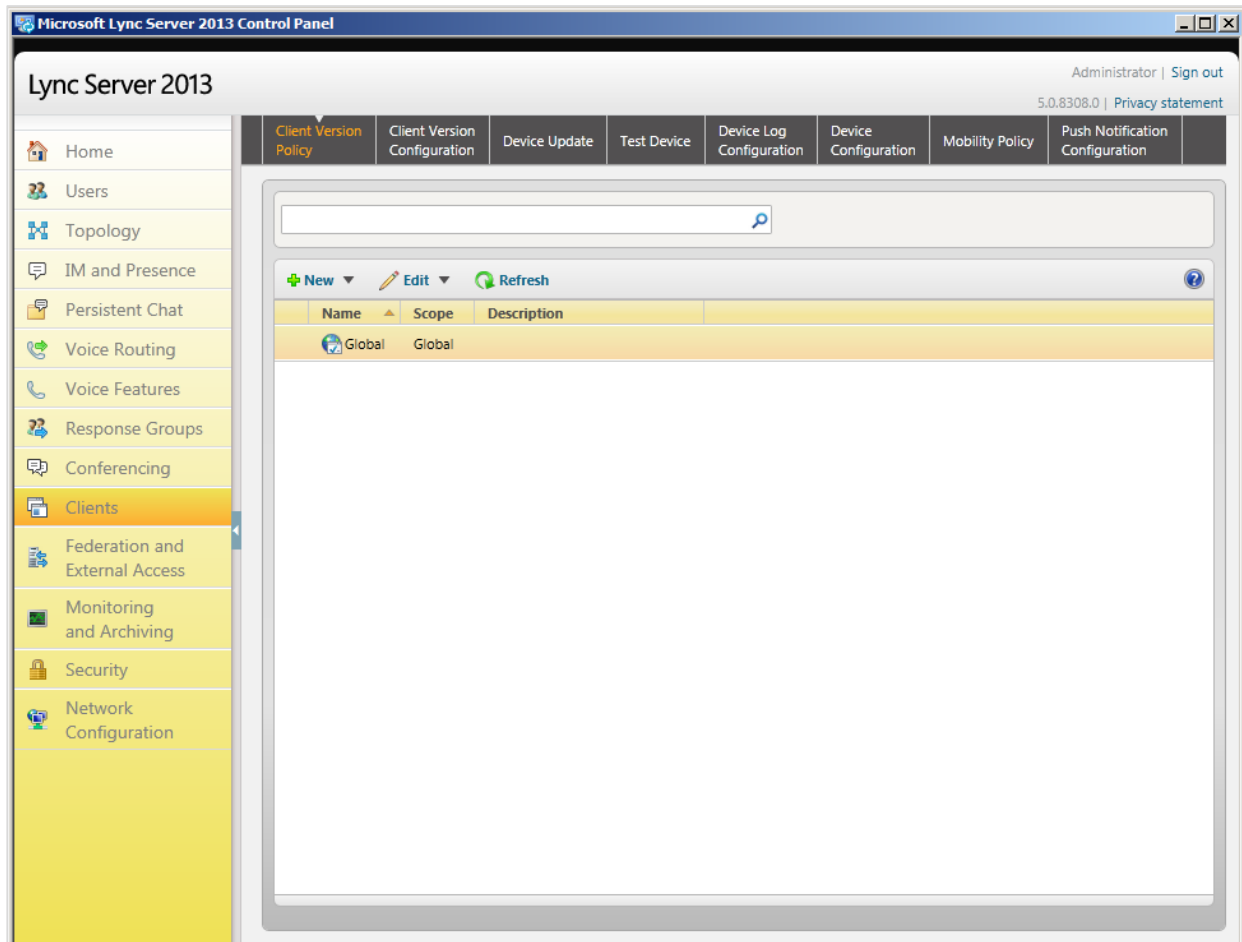 Microsoft Lync Server 2013 Control Panel
Lync Server 2013
Administrator | Sign out
5.0.8308.0 | Privacy statement
Home
Users
Topology
IM and Presence
Persistent Chat
Voice Routing
Voice Features
Response Groups
Conferencing
Clients
Federation and
External Access
Monitoring
and Archiving
Security
Network
Configuration
Client Version
Policy
Client Version
Configuration
Device Update
Test Device
Device Log
Configuration
Device
Configuration
Mobility Policy
Push Notification
Configuration
New Edit Refresh
Name Scope Description
Global Global